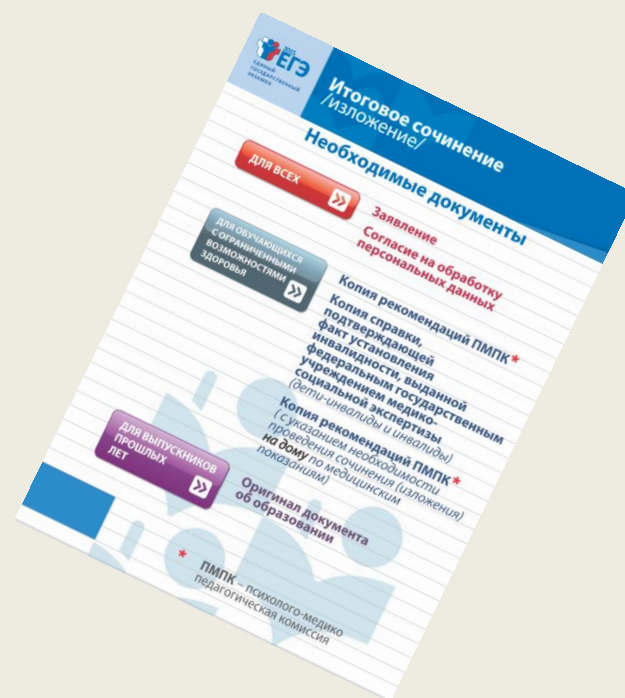 2025
ЕГЭ
ЕДИНЫЙ
ГОСУДАРСТВЕННЫЙ
ЭКЗАМЕН
Итоговое сочинение
/изложение/
Необходимые документы
ДЛЯ ВСЕХ
Заявление
Согласие на обработку
персональных данных
ДЛЯ ОБУЧАЮЩИХСЯ
С ОГРАНИЧЕННЫМИ
ВОЗМОЖНОСТЯМИ
ЗДОРОВЬЯ
Копия рекомендаций ПМПК*
Копия справки,
подтверждающей
факт установления
инвалидности, выданной
федеральным государственным
учреждением медико-
социальной экспертизы
(дети-инвалиды и инвалиды)
Копия рекомендаций ПМПК*
( с указанием необходимости
проведения сочинения (изложения)
на дому по медицинским
показаниям)
ДЛЯ ВЫПУСКНИКОВ
ПРОШЛЫХ
ЛЕТ
Оригинал документа
об образовании
* ПМПК – психолого-медико
педагогическая комиссия